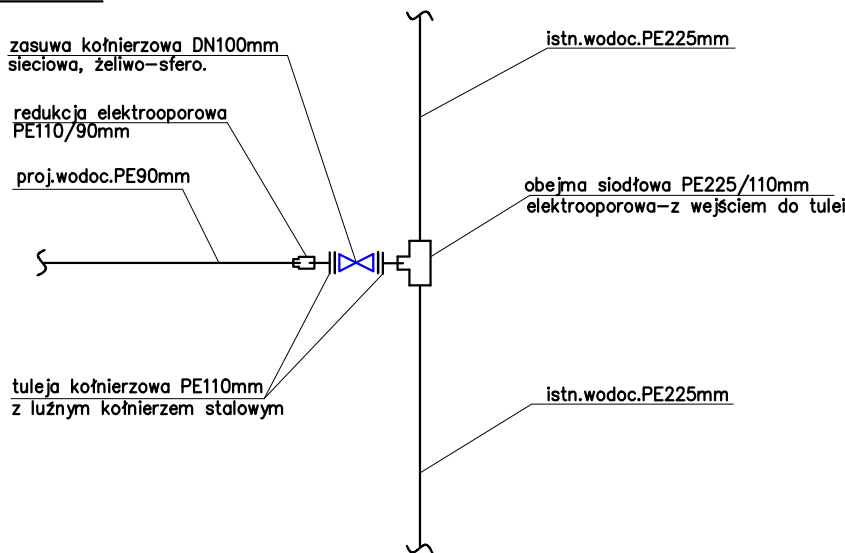 zasuwa kołnierzowa DN100mm
sieciowa, żeliwo-sfero.
istn.wodoc.PE225mm
redukcja elektrooporowa
PE110/90mm
proj.wodoc.PE90mm
obejma siodłowa PE225/110mm
elektrooporowa-z wejściem do tulei
tuleja kołnierzowa PE110mm
z luźnym kołnierzem stalowym
istn.wodoc.PE225mm